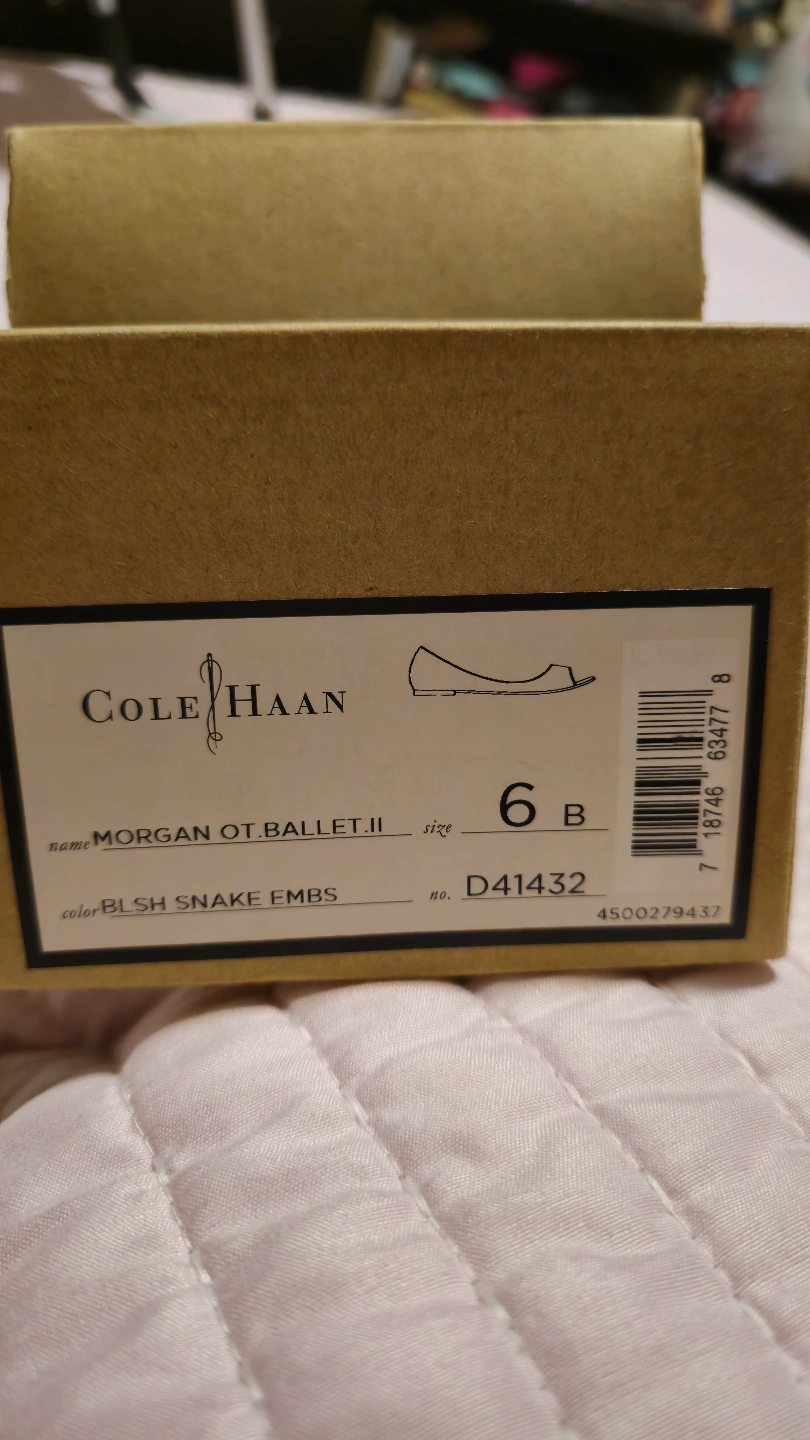 COLE HAAN
name MORGAN OT.BALLET.II size 6 B
color BLSH SNAKE EMBS no. D41432
4500279437
7 18746 63477 8